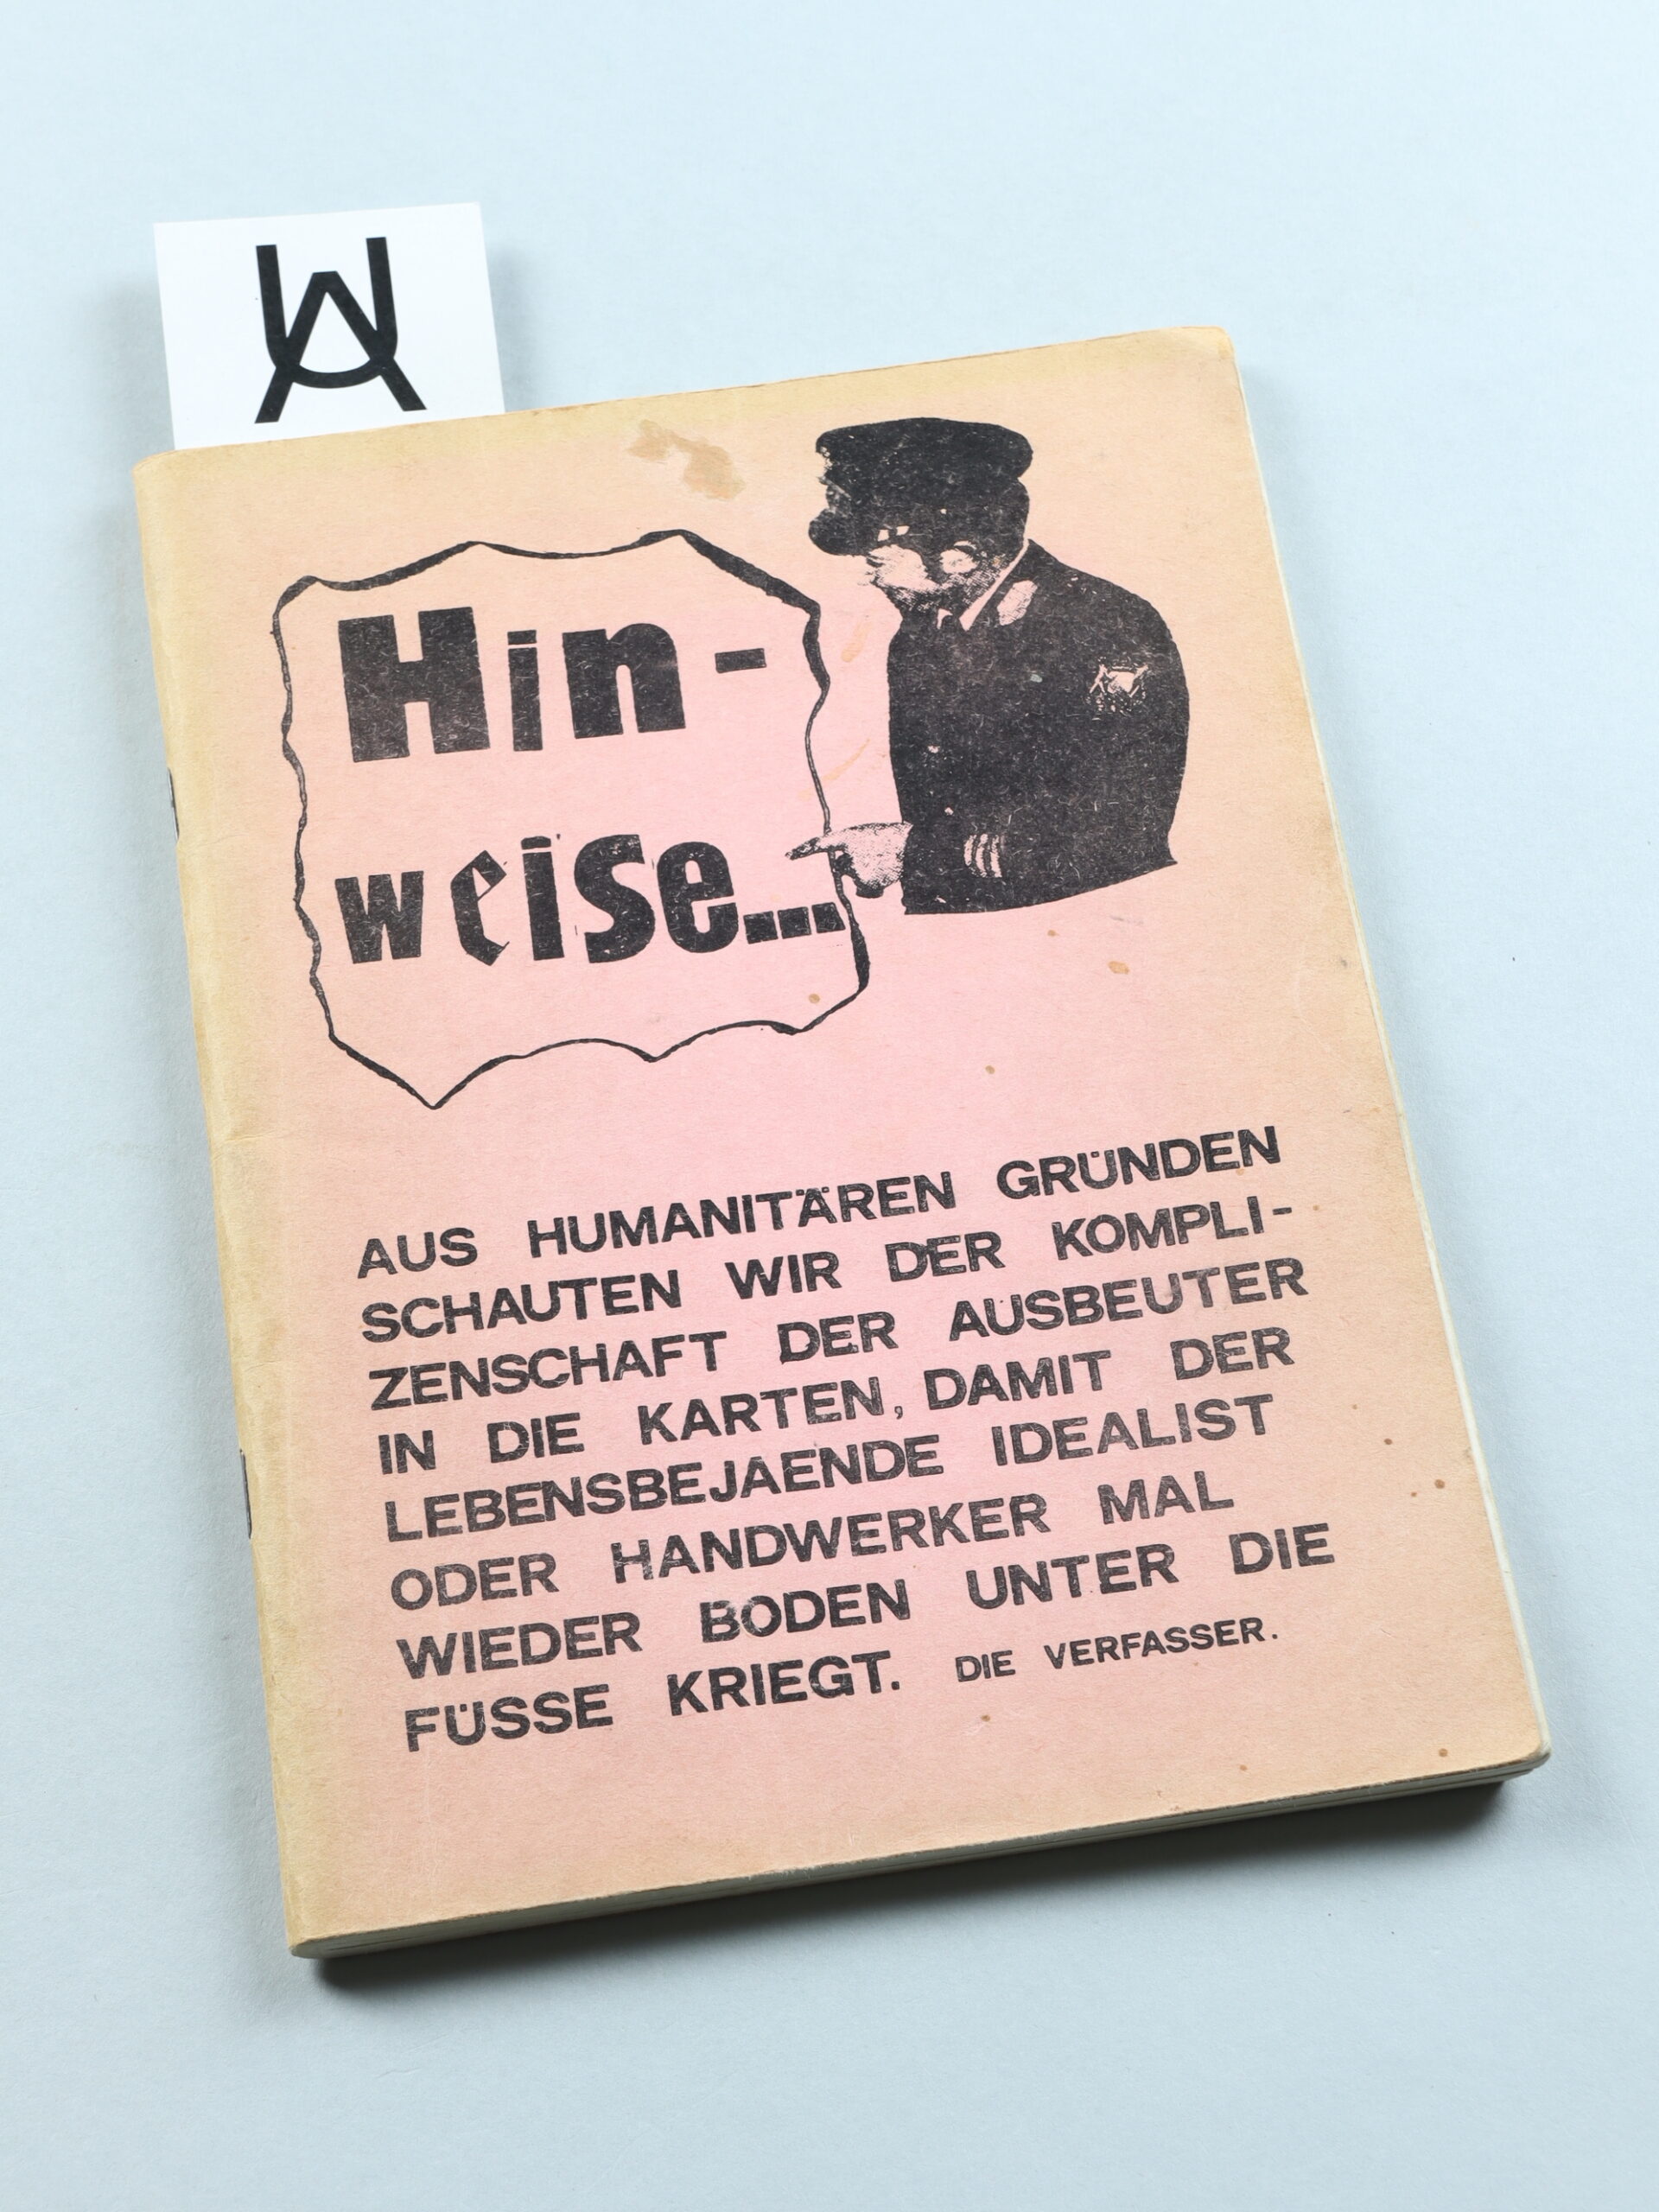 UA
Hin-
weise...
AUS HUMANITÄREN GRÜNDEN
SCHAUTEN WIR DER KOMPLI-
ZENSCHAFT DER AUSBEUTER
IN DIE KARTEN, DAMIT DER
LEBENSBEJAENDE IDEALIST
ODER HANDWERKER MAL
WIEDER BODEN UNTER DIE
FÜSSE KRIEGT. DIE VERFASSER.